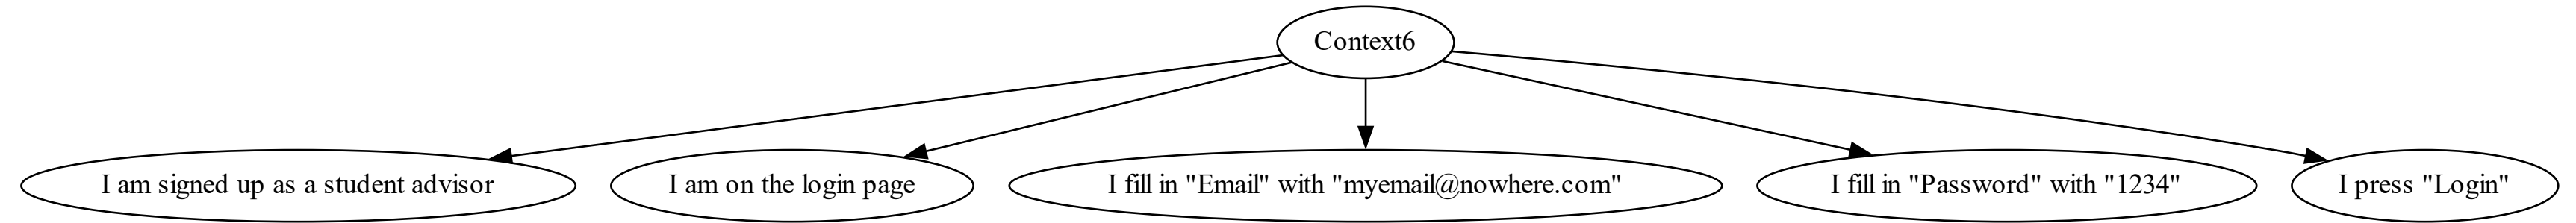 Context6
I am signed up as a student advisor
I am on the login page
I fill in "Email" with "myemail@nowhere.com"
I fill in "Password" with "1234"
I press "Login"